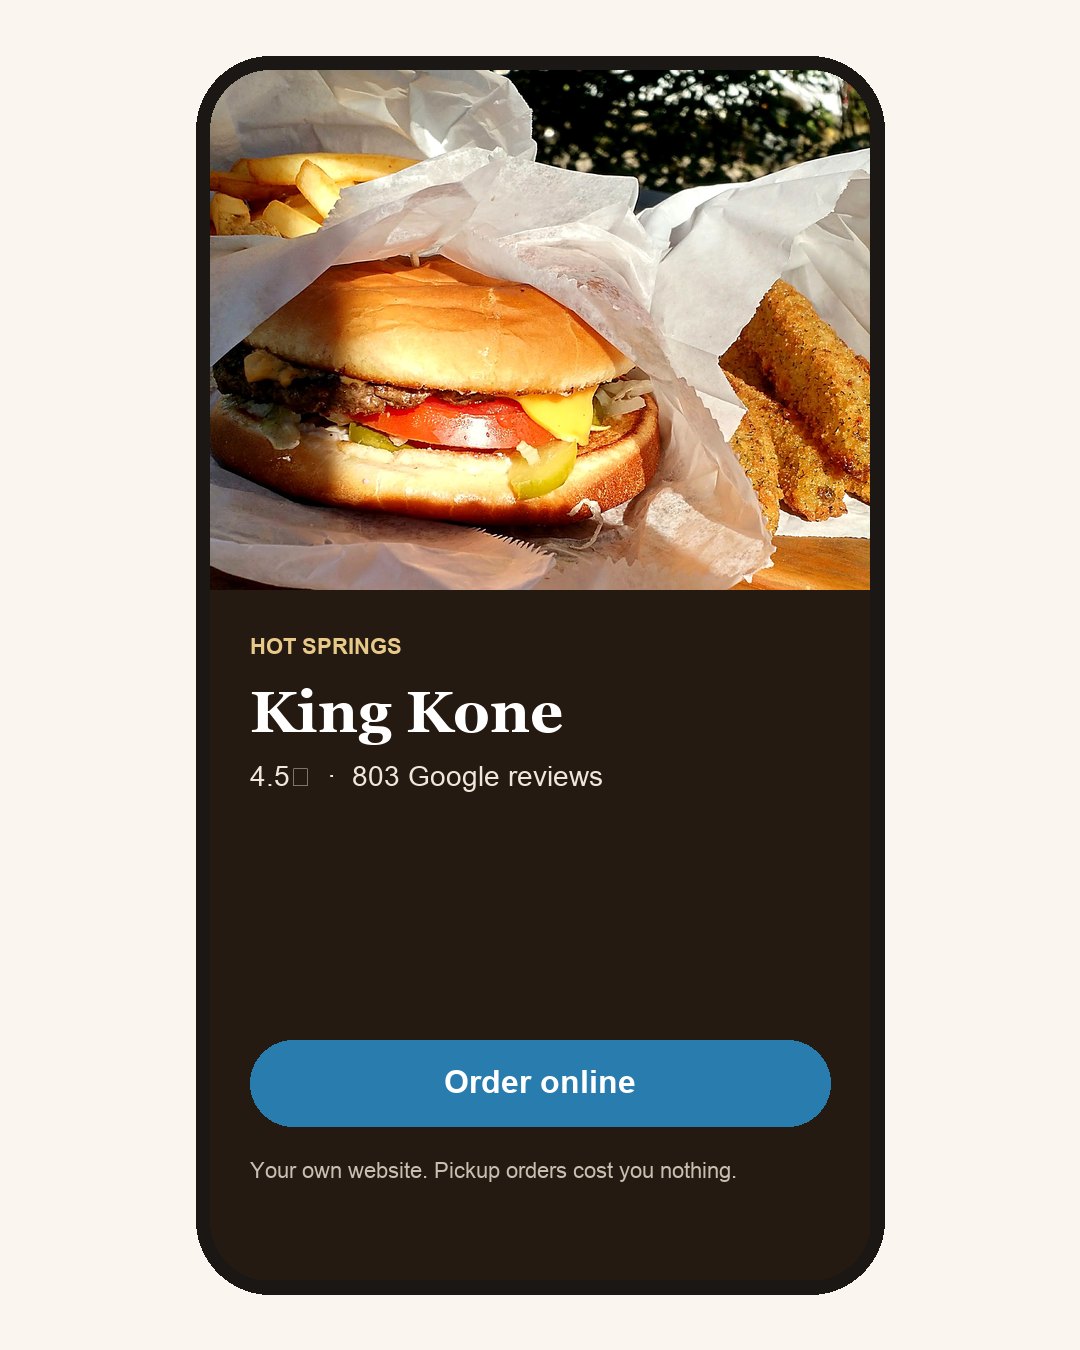 HOT SPRINGS
King Kone
4.5□ · 803 Google reviews
Order online
Your own website. Pickup orders cost you nothing.